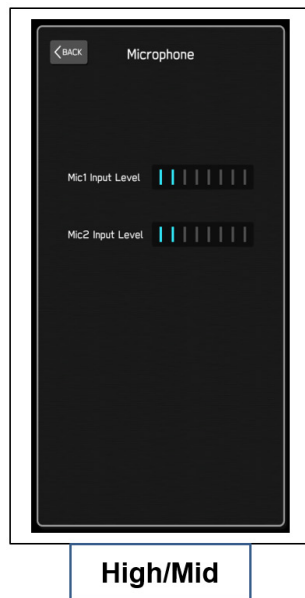 BACK
Microphone
Mic1 Input Level
Mic2 Input Level
High/Mid